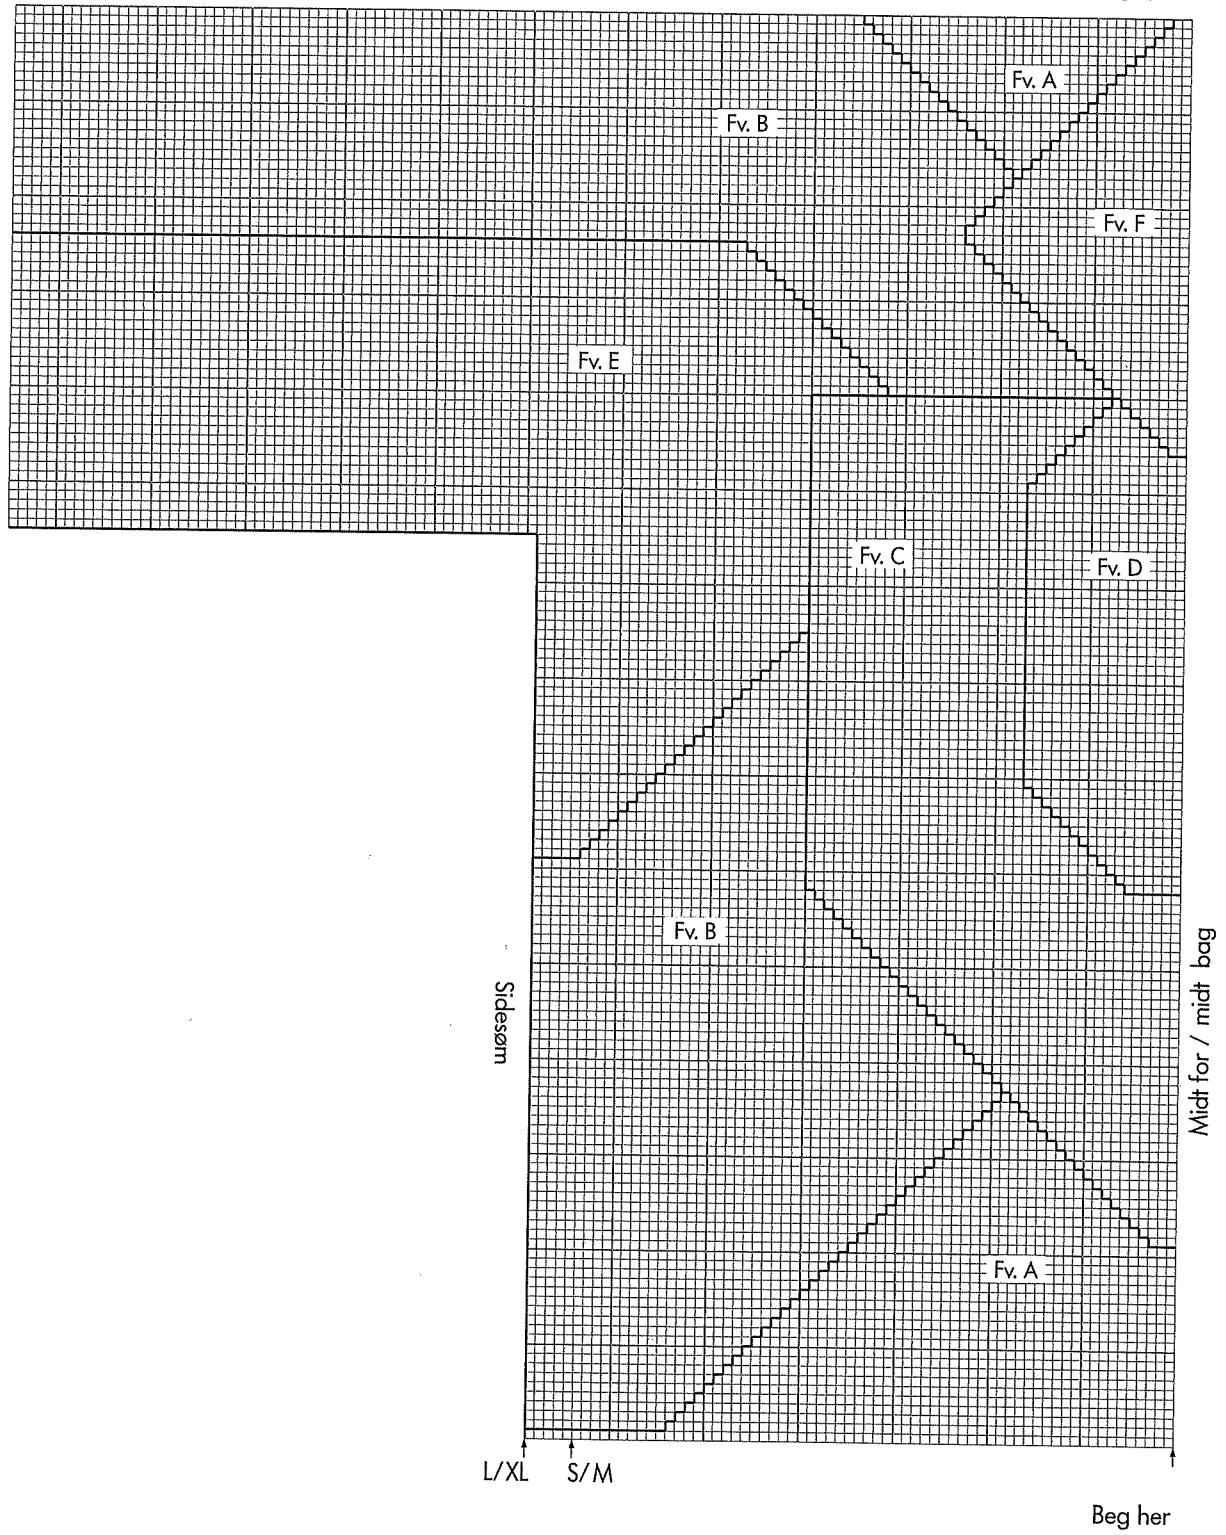 Fv. A
Fv. B
Fv. F
Fv. E
Fv. C
Fv. D
Fv. B
Sidesøm
Midt for / midt bag
Fv. A
L/XL
S/M
Beg her